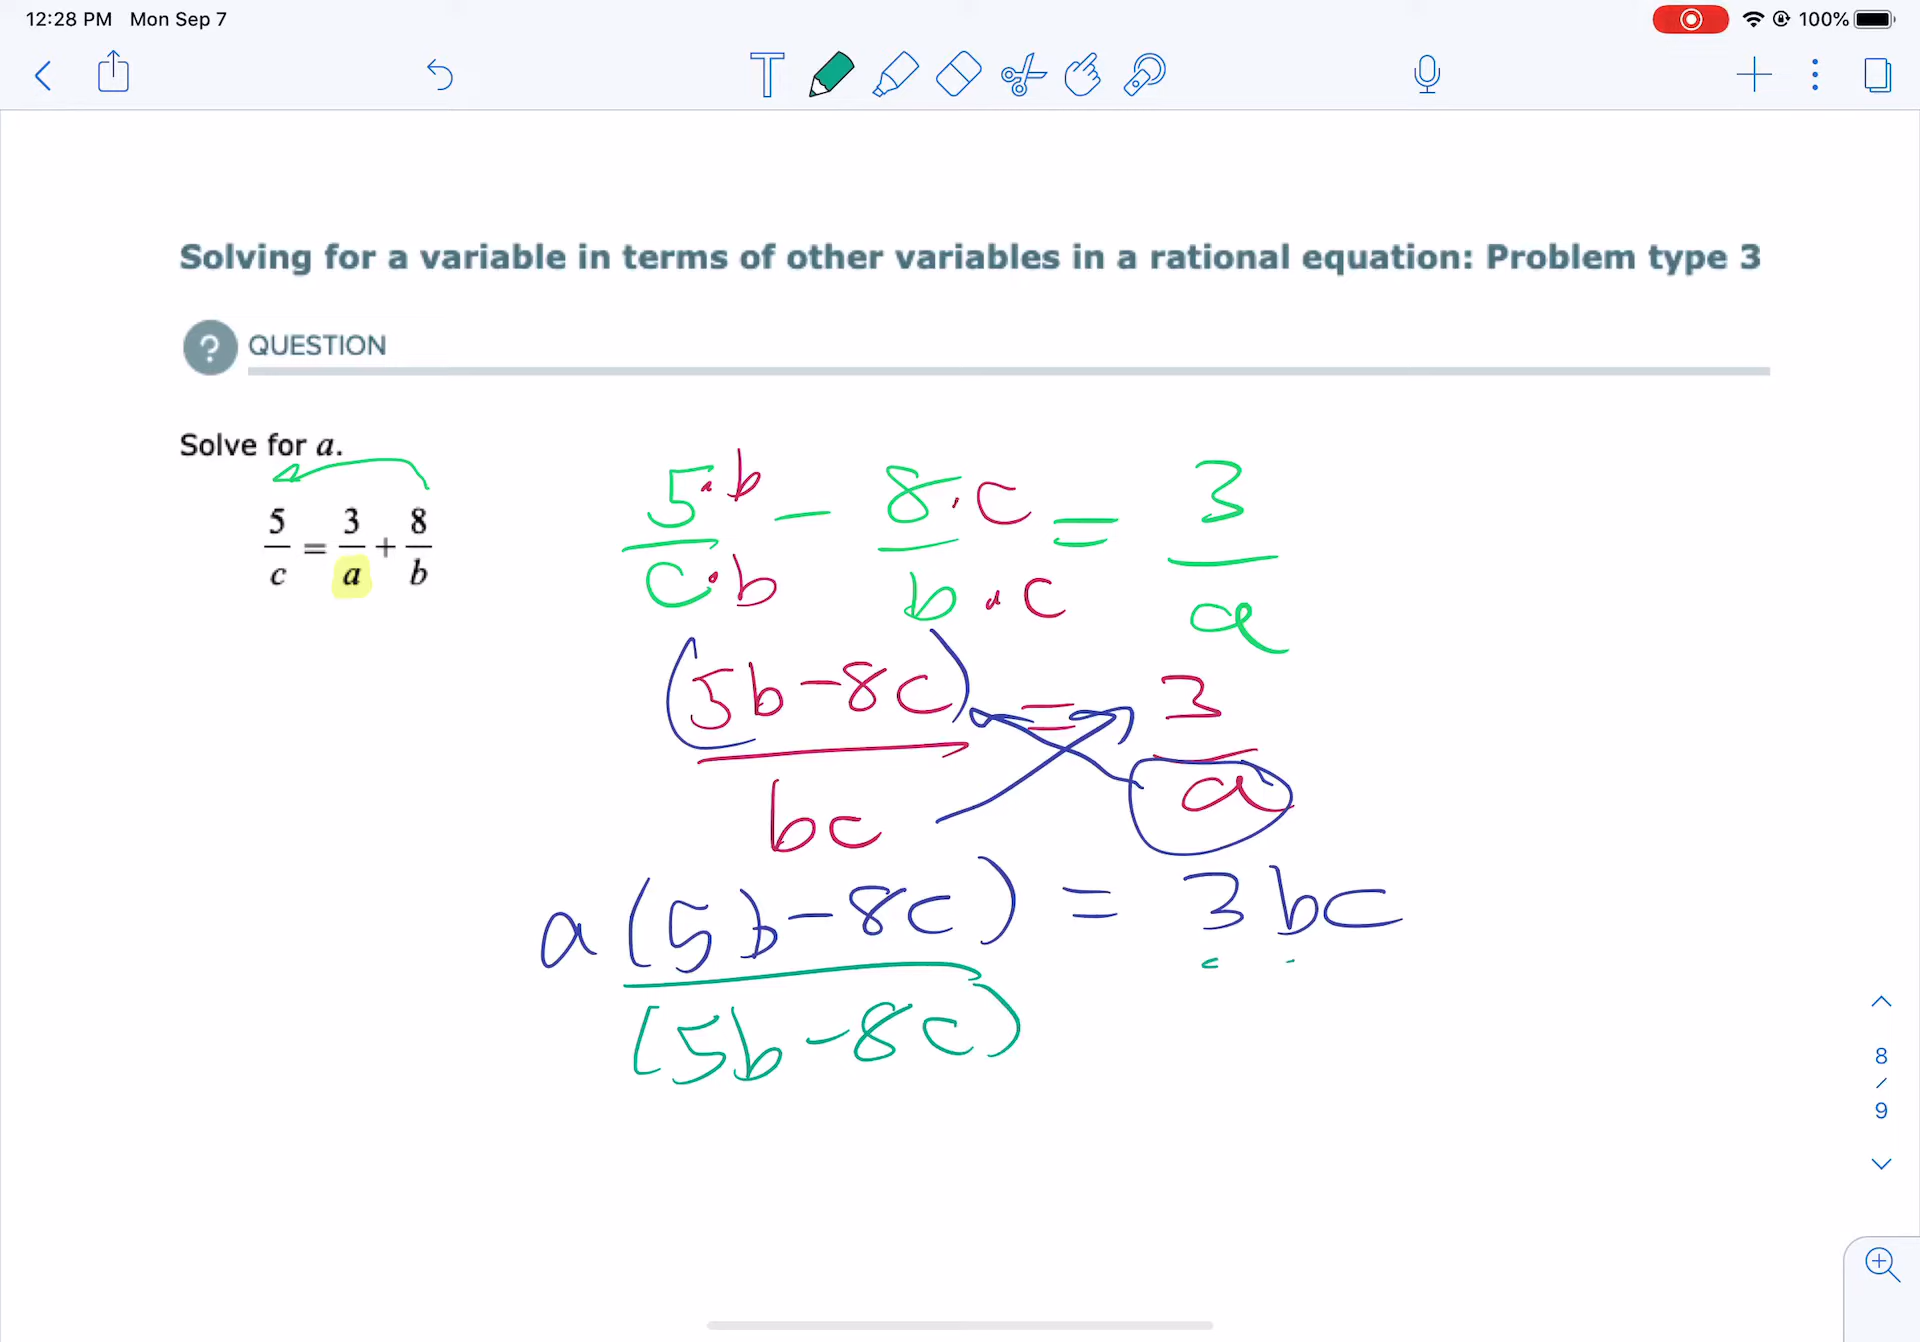 12:28 PM Mon Sep 7 100%
T
Solving for a variable in terms of other variables in a rational equation: Problem type 3
? QUESTION
Solve for a.
5/c = 3/a + 8/b
5·b/c·b − 8·c/b·c = 3/a
(5b−8c)/bc = 3/a
a(5b−8c) = 3bc
(5b−8c)
8
/
9